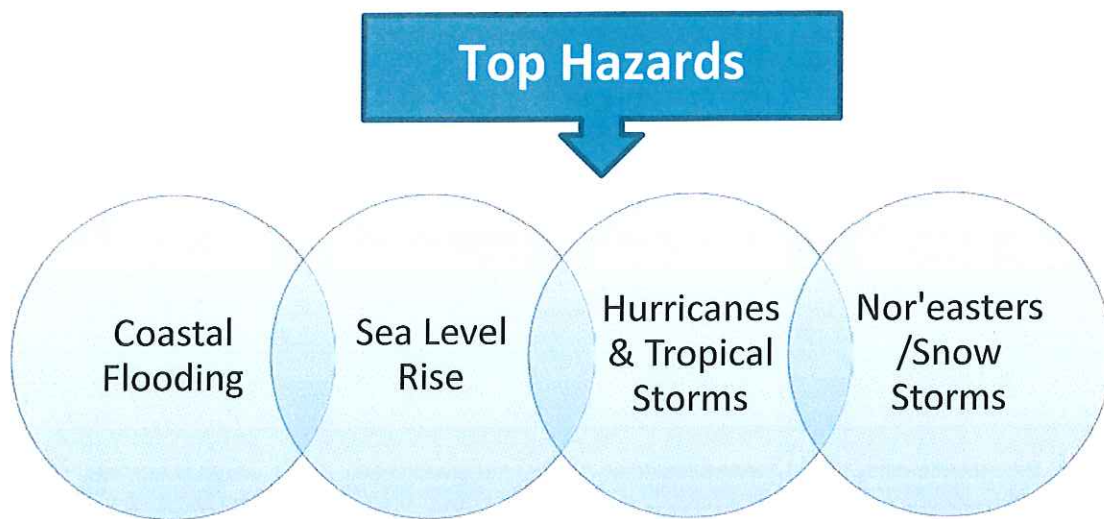 Top Hazards
Coastal
Flooding
Sea Level
Rise
Hurricanes
& Tropical
Storms
Nor'easters
/Snow
Storms